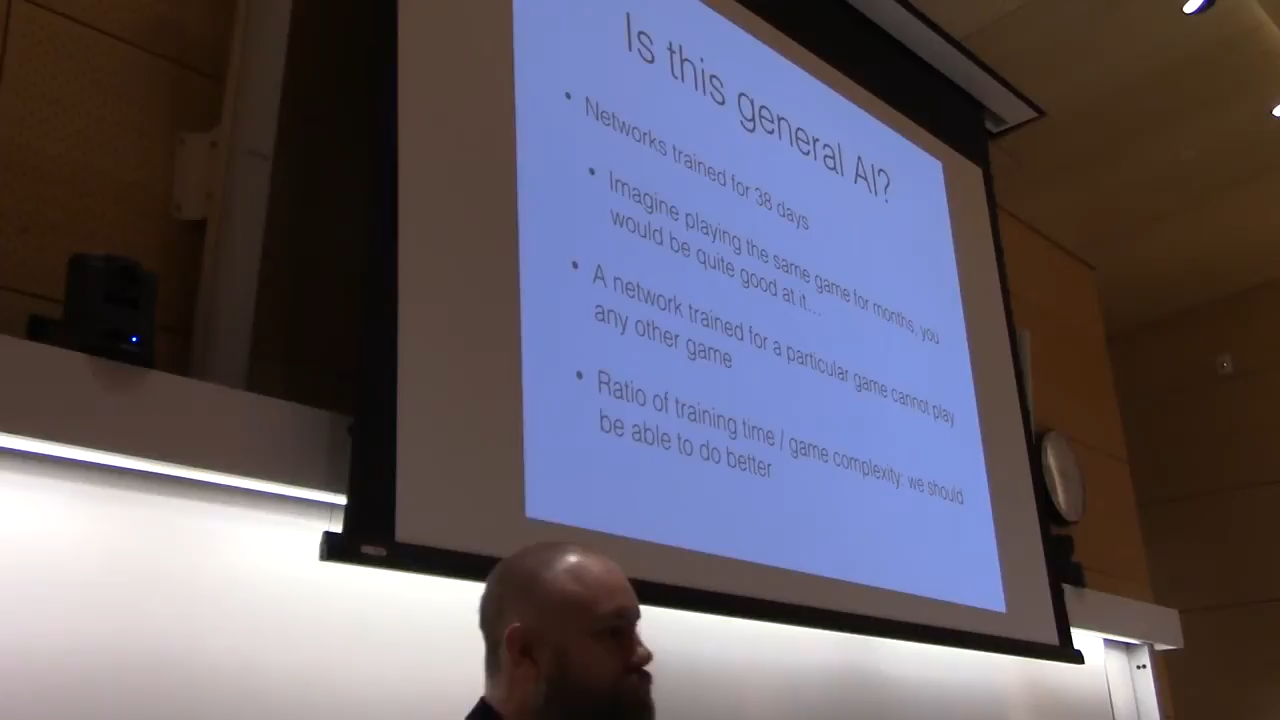 Is this general AI?
• Networks trained for 38 days
• Imagine playing the same game for months, you
would be quite good at it...
• A network trained for a particular game cannot play
any other game
• Ratio of training time / game complexity: we should
be able to do better